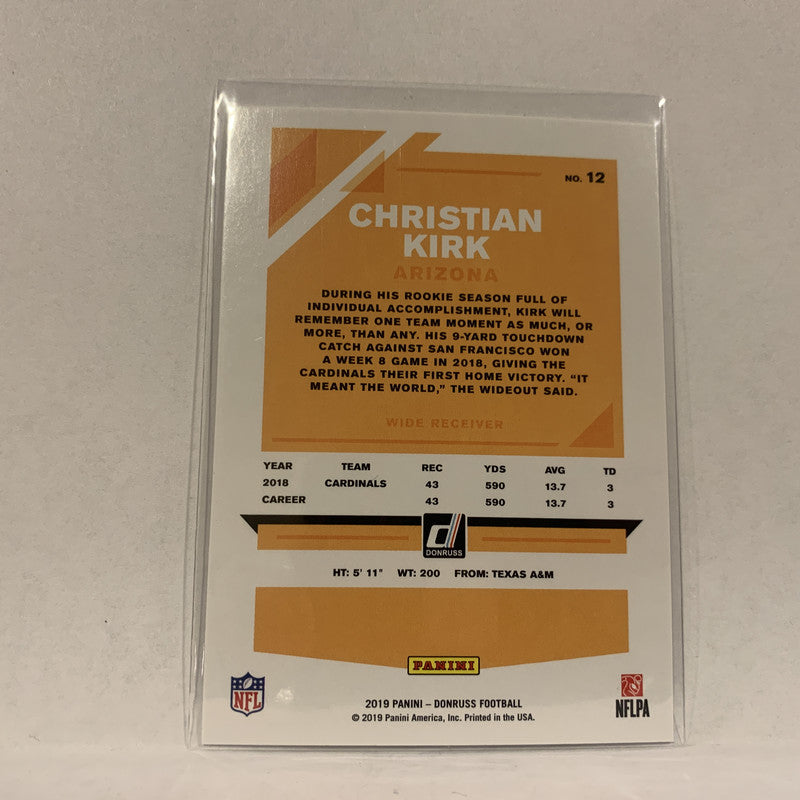 NO. 12
CHRISTIAN
KIRK
ARIZONA
DURING HIS ROOKIE SEASON FULL OF
INDIVIDUAL ACCOMPLISHMENT, KIRK WILL
REMEMBER ONE TEAM MOMENT AS MUCH, OR
MORE, THAN ANY. HIS 9-YARD TOUCHDOWN
CATCH AGAINST SAN FRANCISCO WON
A WEEK 8 GAME IN 2018, GIVING THE
CARDINALS THEIR FIRST HOME VICTORY. “IT
MEANT THE WORLD,” THE WIDEOUT SAID.
WIDE RECEIVER
YEAR TEAM REC YDS AVG TD
2018 CARDINALS 43 590 13.7 3
CAREER 43 590 13.7 3
d
DONRUSS
HT: 5' 11" WT: 200 FROM: TEXAS A&M
PANINI
NFL
2019 PANINI – DONRUSS FOOTBALL
© 2019 Panini America, Inc. Printed in the USA.
NFLPA